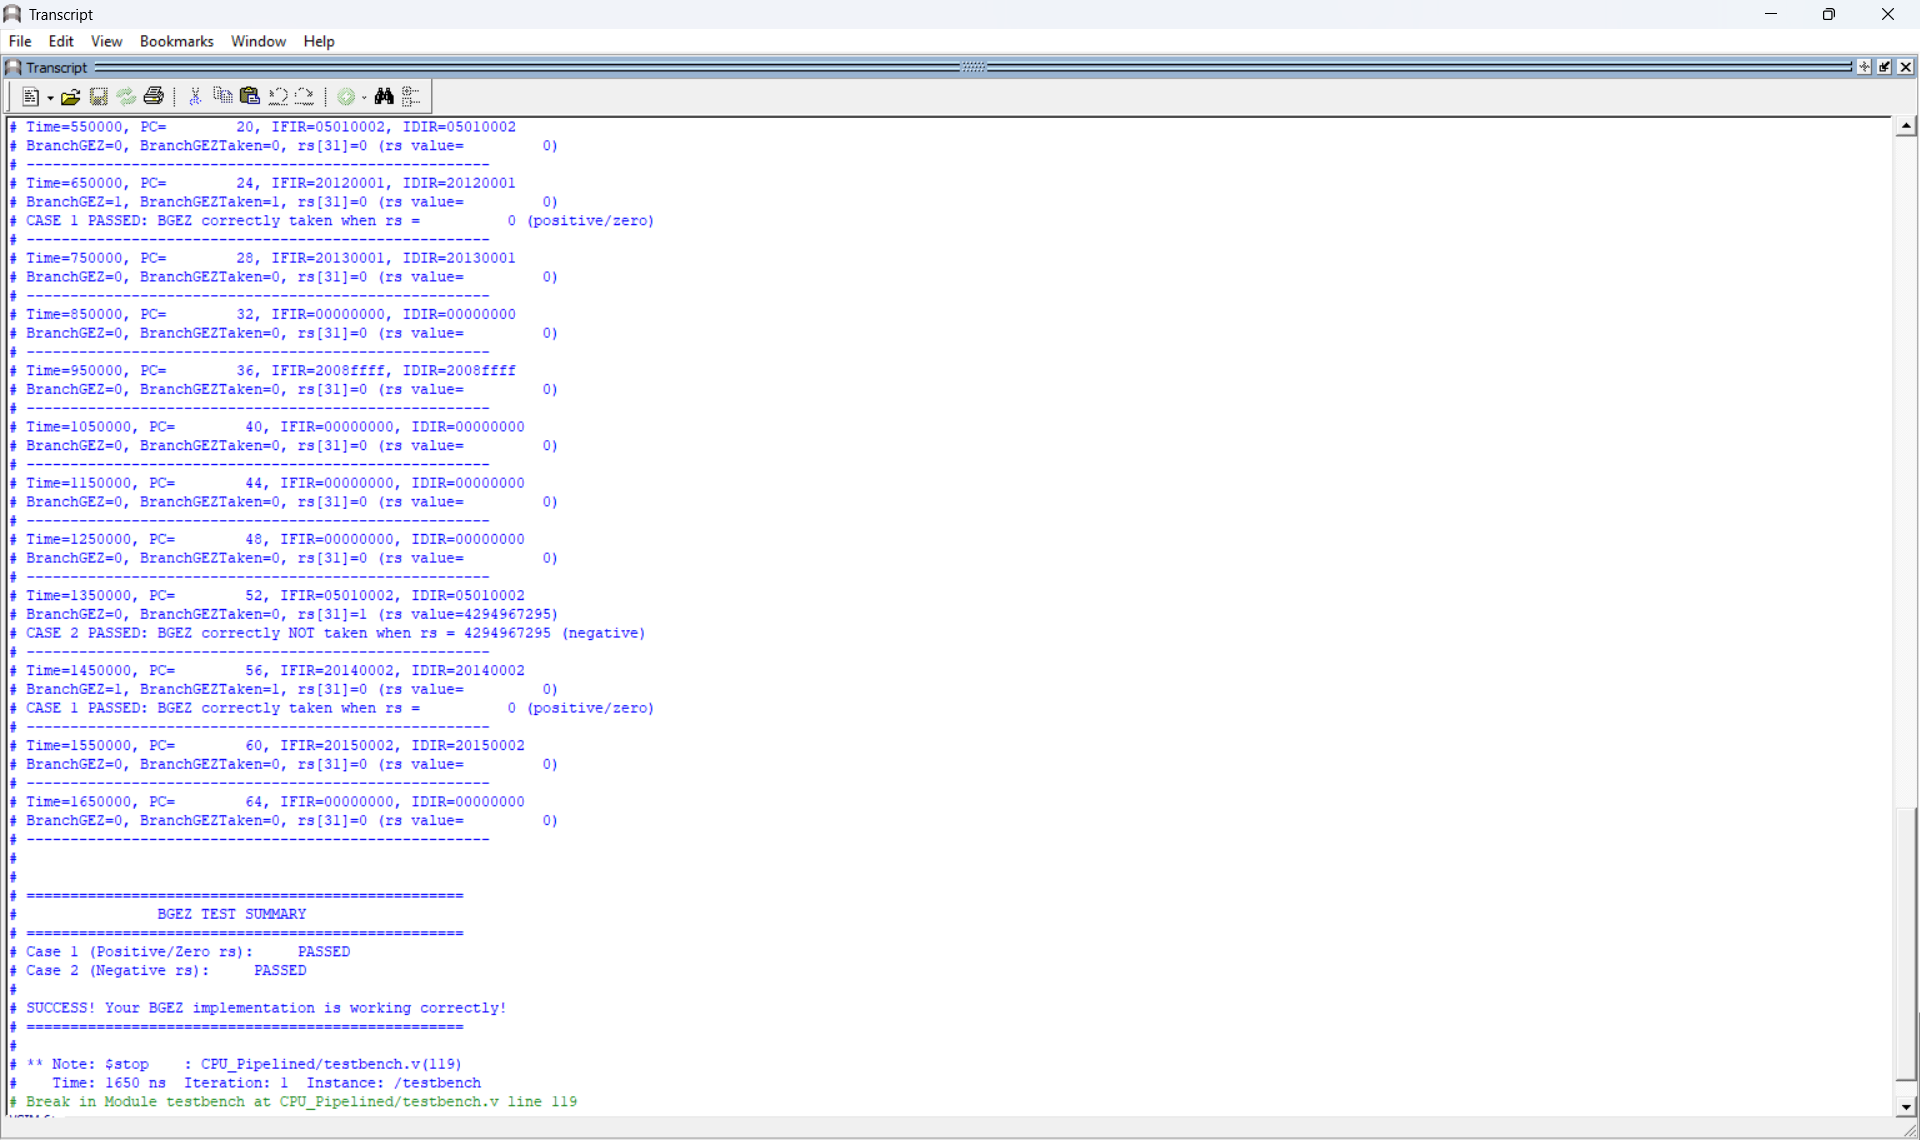 Transcript
File Edit View Bookmarks Window Help
Transcript
# Time=550000, PC=        20, IFIR=05010002, IDIR=05010002
# BranchGEZ=0, BranchGEZTaken=0, rs[31]=0 (rs value=         0)
# -----------------------------------------------------
# Time=650000, PC=        24, IFIR=20120001, IDIR=20120001
# BranchGEZ=1, BranchGEZTaken=1, rs[31]=0 (rs value=         0)
# CASE 1 PASSED: BGEZ correctly taken when rs =          0 (positive/zero)
# -----------------------------------------------------
# Time=750000, PC=        28, IFIR=20130001, IDIR=20130001
# BranchGEZ=0, BranchGEZTaken=0, rs[31]=0 (rs value=         0)
# -----------------------------------------------------
# Time=850000, PC=        32, IFIR=00000000, IDIR=00000000
# BranchGEZ=0, BranchGEZTaken=0, rs[31]=0 (rs value=         0)
# -----------------------------------------------------
# Time=950000, PC=        36, IFIR=2008ffff, IDIR=2008ffff
# BranchGEZ=0, BranchGEZTaken=0, rs[31]=0 (rs value=         0)
# -----------------------------------------------------
# Time=1050000, PC=        40, IFIR=00000000, IDIR=00000000
# BranchGEZ=0, BranchGEZTaken=0, rs[31]=0 (rs value=         0)
# -----------------------------------------------------
# Time=1150000, PC=        44, IFIR=00000000, IDIR=00000000
# BranchGEZ=0, BranchGEZTaken=0, rs[31]=0 (rs value=         0)
# -----------------------------------------------------
# Time=1250000, PC=        48, IFIR=00000000, IDIR=00000000
# BranchGEZ=0, BranchGEZTaken=0, rs[31]=0 (rs value=         0)
# -----------------------------------------------------
# Time=1350000, PC=        52, IFIR=05010002, IDIR=05010002
# BranchGEZ=0, BranchGEZTaken=0, rs[31]=1 (rs value=4294967295)
# CASE 2 PASSED: BGEZ correctly NOT taken when rs = 4294967295 (negative)
# -----------------------------------------------------
# Time=1450000, PC=        56, IFIR=20140002, IDIR=20140002
# BranchGEZ=1, BranchGEZTaken=1, rs[31]=0 (rs value=         0)
# CASE 1 PASSED: BGEZ correctly taken when rs =          0 (positive/zero)
# -----------------------------------------------------
# Time=1550000, PC=        60, IFIR=20150002, IDIR=20150002
# BranchGEZ=0, BranchGEZTaken=0, rs[31]=0 (rs value=         0)
# -----------------------------------------------------
# Time=1650000, PC=        64, IFIR=00000000, IDIR=00000000
# BranchGEZ=0, BranchGEZTaken=0, rs[31]=0 (rs value=         0)
# -----------------------------------------------------
#
#
# ==================================================
#                BGEZ TEST SUMMARY
# ==================================================
# Case 1 (Positive/Zero rs):     PASSED
# Case 2 (Negative rs):     PASSED
#
# SUCCESS! Your BGEZ implementation is working correctly!
# ==================================================
#
# ** Note: $stop    : CPU_Pipelined/testbench.v(119)
#    Time: 1650 ns  Iteration: 1  Instance: /testbench
# Break in Module testbench at CPU_Pipelined/testbench.v line 119